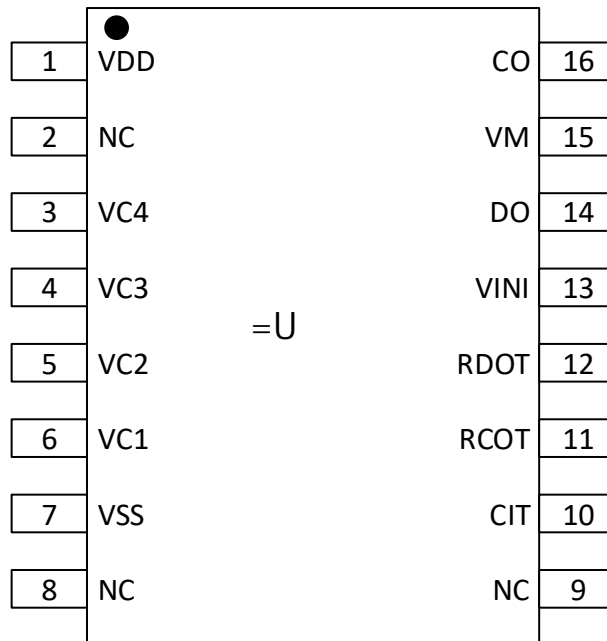 1 VDD CO 16
2 NC VM 15
3 VC4 DO 14
4 VC3 VINI 13
=U
5 VC2 RDOT 12
6 VC1 RCOT 11
7 VSS CIT 10
8 NC NC 9